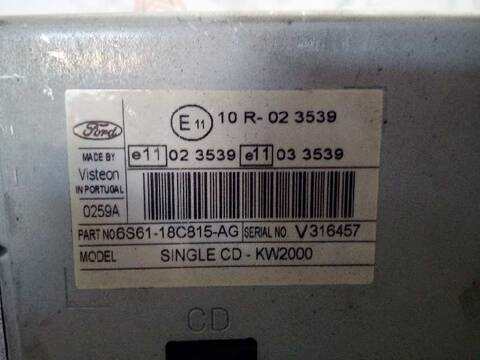 Ford
E 11 10 R- 02 3539
MADE BY
Visteon
IN PORTUGAL
e11 02 3539 e11 03 3539
0259A
PART NO 6S61-18C815-AG SERIAL NO. V316457
MODEL SINGLE CD - KW2000
CD